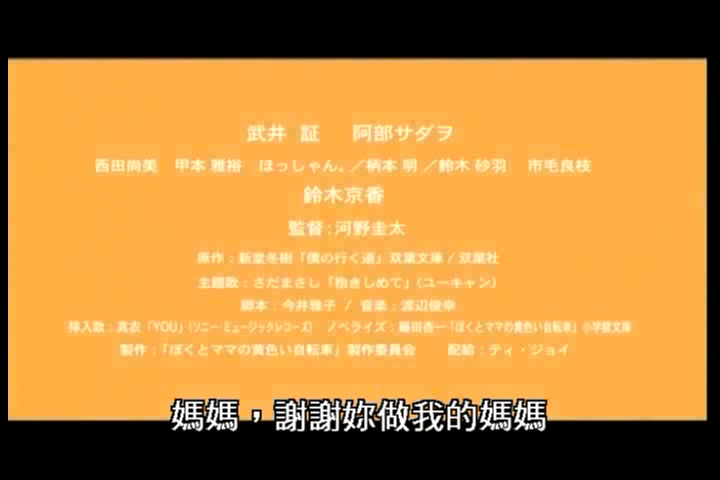 武井 証　阿部サダヲ
西田尚美　甲本 雅裕　ほっしゃん。／柄本 明／鈴木 砂羽　市毛良枝
鈴木京香
監督：河野圭太
原作：新堂冬樹「僕の行く道」双葉文庫 / 双葉社
主題歌：さだまさし「抱きしめて」（ユーキャン）
脚本：今井雅子 / 音楽：渡辺俊幸
挿入歌：真衣「YOU」（ソニー・ミュージックレコーズ）　ノベライズ：藤田杏一「ぼくとママの黄色い自転車」小学館文庫
製作：「ぼくとママの黄色い自転車」製作委員会　配給：ティ・ジョイ
媽媽，謝謝妳做我的媽媽